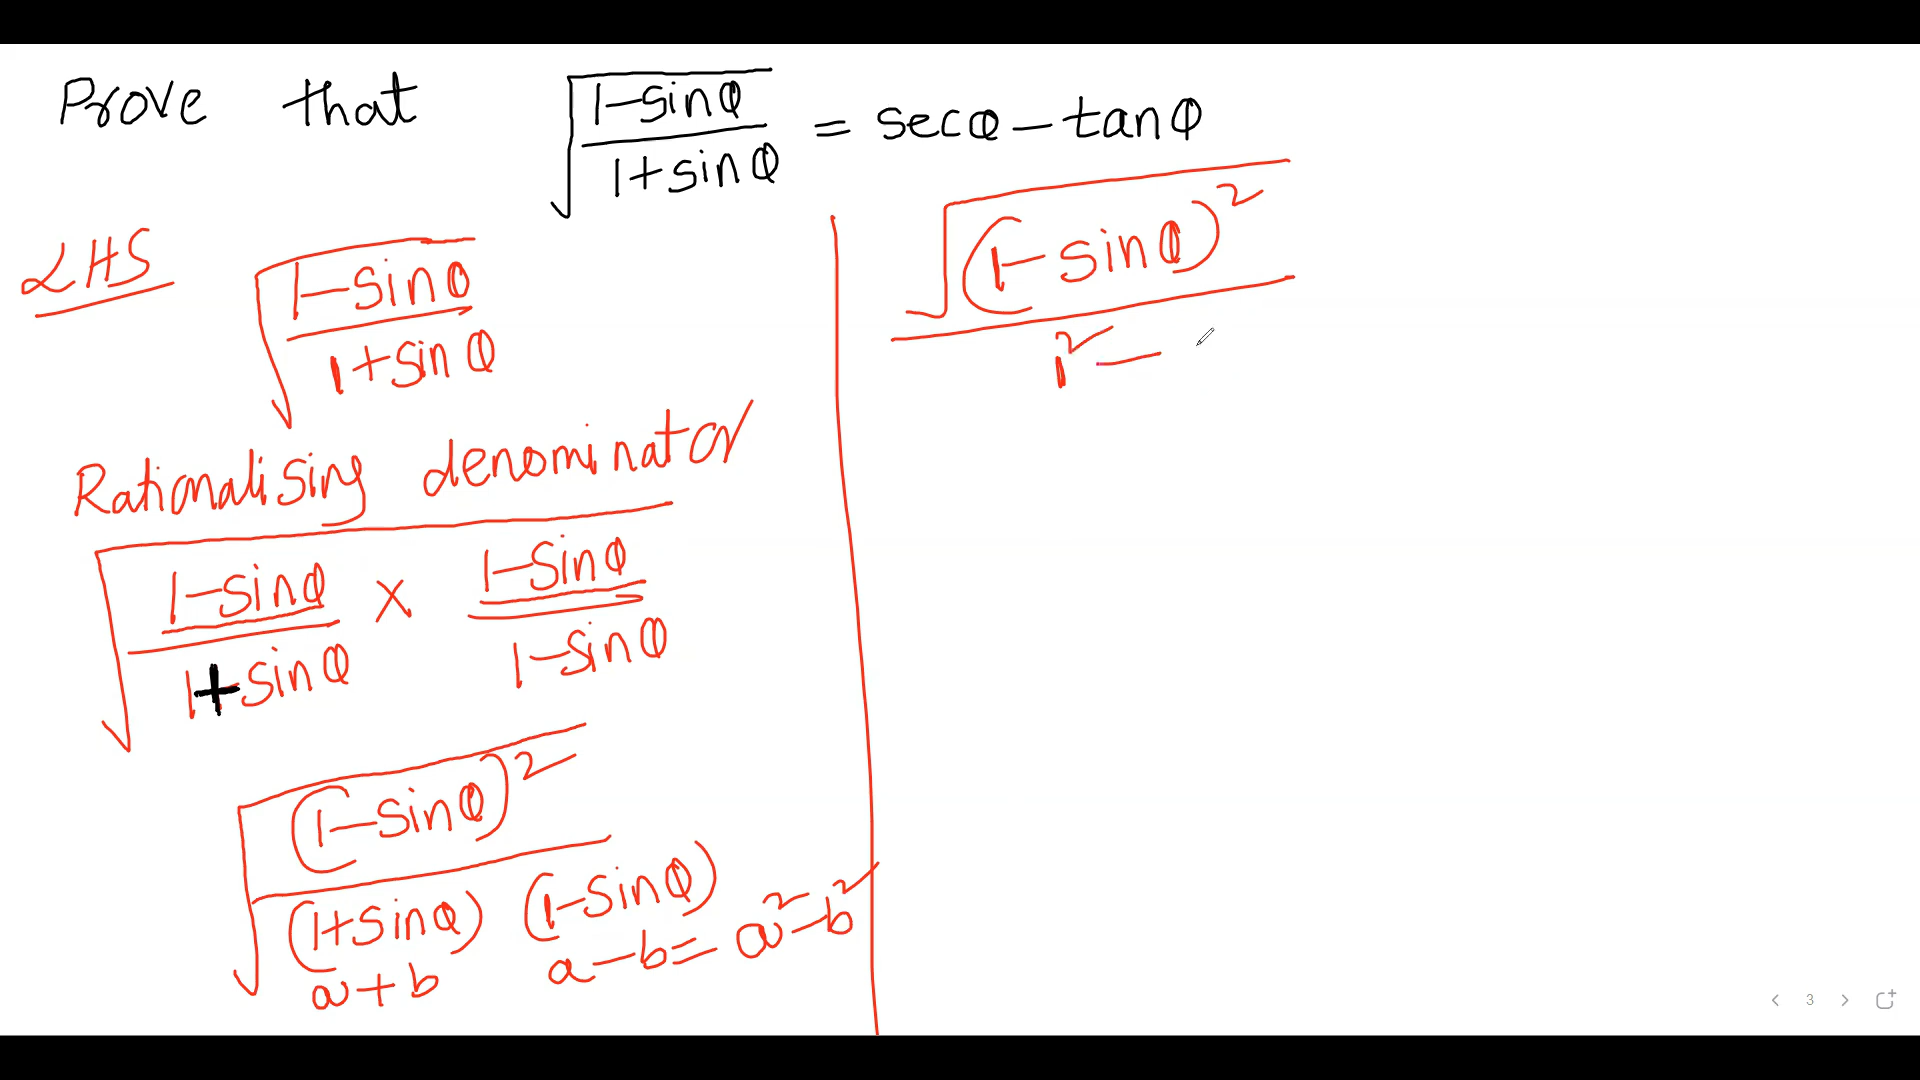 Prove that √((1-sinθ)/(1+sinθ)) = secθ - tanθ
LHS
√((1-sinθ)/(1+sinθ))
Rationalising denominator
√((1-sinθ)/(1+sinθ) × (1-sinθ)/(1-sinθ))
√((1-sinθ)²/((1+sinθ)(1-sinθ)))
a+b a-b = a²-b²
√(1-sinθ)²
1² -
3